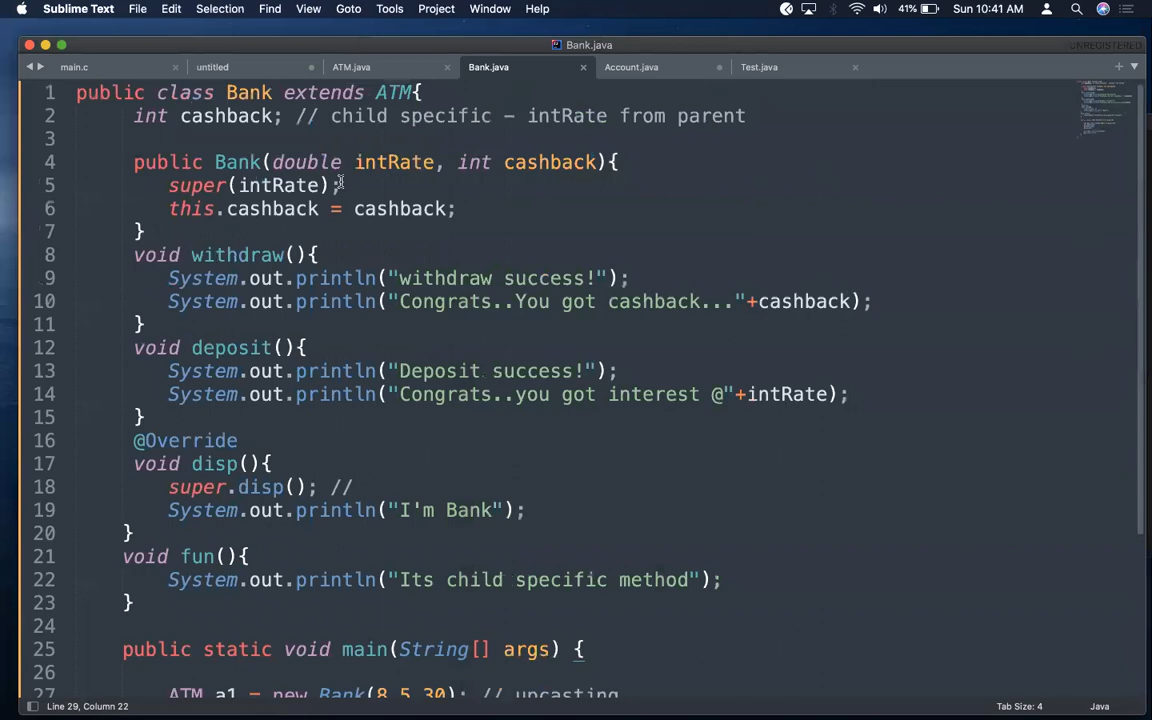 Sublime Text File Edit Selection Find View Goto Tools Project Window Help 41% Sun 10:41 AM
Bank.java UNREGISTERED
main.c untitled ATM.java Bank.java Account.java Test.java
1 public class Bank extends ATM{
2 int cashback; // child specific - intRate from parent
3
4 public Bank(double intRate, int cashback){
5 super(intRate);
6 this.cashback = cashback;
7 }
8 void withdraw(){
9 System.out.println("withdraw success!");
10 System.out.println("Congrats..You got cashback..."+cashback);
11 }
12 void deposit(){
13 System.out.println("Deposit success!");
14 System.out.println("Congrats..you got interest @"+intRate);
15 }
16 @Override
17 void disp(){
18 super.disp(); //
19 System.out.println("I'm Bank");
20 }
21 void fun(){
22 System.out.println("Its child specific method");
23 }
24
25 public static void main(String[] args) {
26
27 ATM a1 = new Bank(8.5,30); // upcasting
Line 29, Column 22 Tab Size: 4 Java